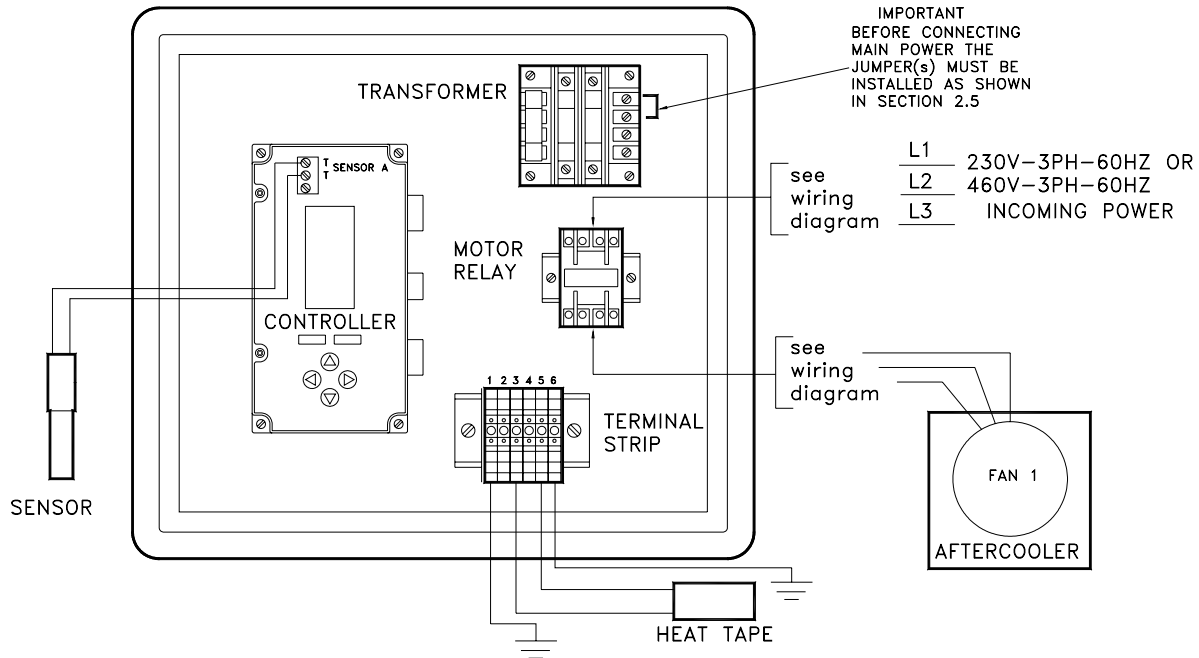 IMPORTANT
BEFORE CONNECTING
MAIN POWER THE
JUMPER(s) MUST BE
INSTALLED AS SHOWN
IN SECTION 2.5
TRANSFORMER
T SENSOR A
T
L1
L2
L3
230V-3PH-60HZ OR
460V-3PH-60HZ
INCOMING POWER
see
wiring
diagram
MOTOR
RELAY
CONTROLLER
see
wiring
diagram
1 2 3 4 5 6
TERMINAL
STRIP
FAN 1
AFTERCOOLER
SENSOR
HEAT TAPE